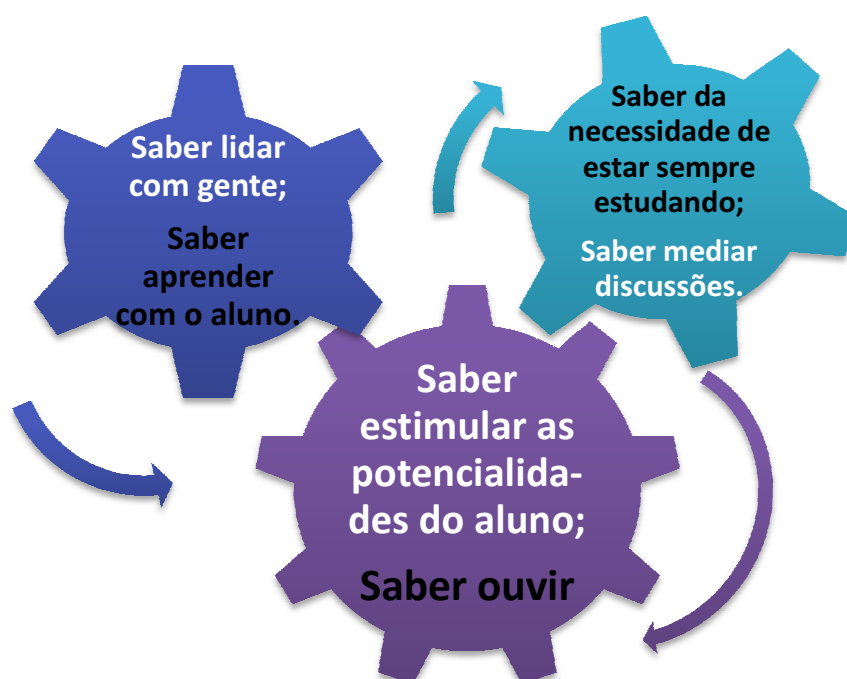 Saber lidar
com gente;
Saber
aprender
com o aluno.
Saber da
necessidade de
estar sempre
estudando;
Saber mediar
discussões.
Saber
estimular as
potencialida-
des do aluno;
Saber ouvir